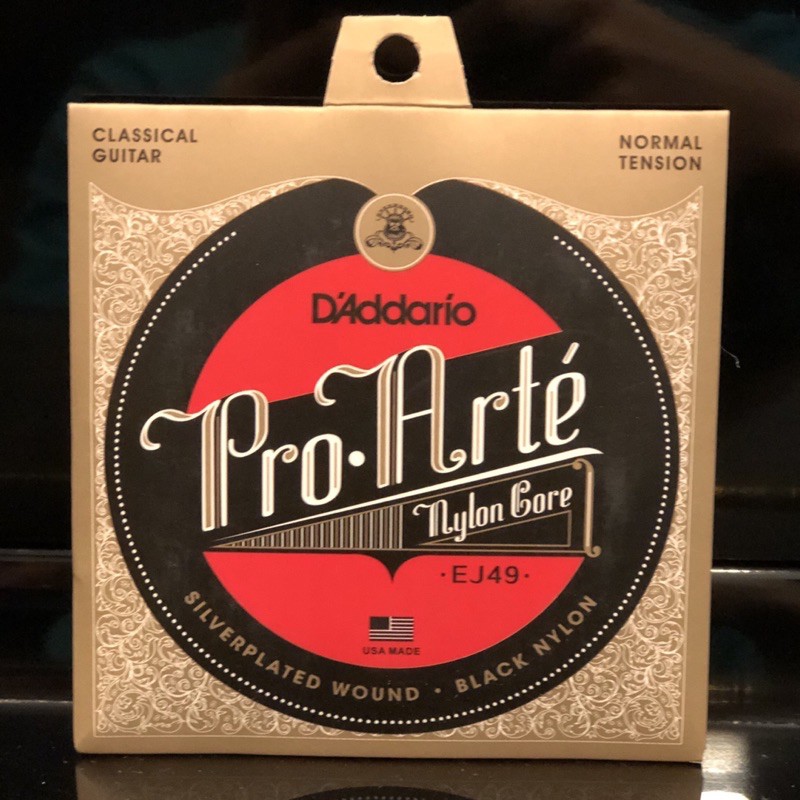 CLASSICAL
GUITAR
NORMAL
TENSION
D'Addario
Pro·Arté
Nylon Core
·EJ49·
USA MADE
SILVERPLATED WOUND · BLACK NYLON